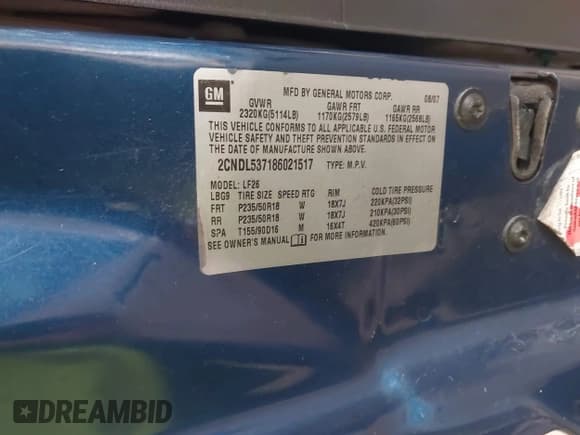 GM
MFD BY GENERAL MOTORS CORP. 08/07
GVWR GAWR FRT GAWR RR
2320KG(5114LB) 1170KG(2579LB) 1165KG(2568LB)
THIS VEHICLE CONFORMS TO ALL APPLICABLE U.S. FEDERAL MOTOR
VEHICLE SAFETY AND THEFT PREVENTION STANDARDS IN EFFECT ON
THE DATE OF MANUFACTURE SHOWN ABOVE.
2CNDL537186021517 TYPE: M.P.V.
MODEL: LF26
LBG9 TIRE SIZE SPEED RTG RIM COLD TIRE PRESSURE
FRT P235/50R18 W 18X7J 220KPA(32PSI)
RR P235/50R18 W 18X7J 210KPA(30PSI)
SPA T155/90D16 M 16X4T 420KPA(60PSI)
SEE OWNER'S MANUAL FOR MORE INFORMATION.
DREAMBID